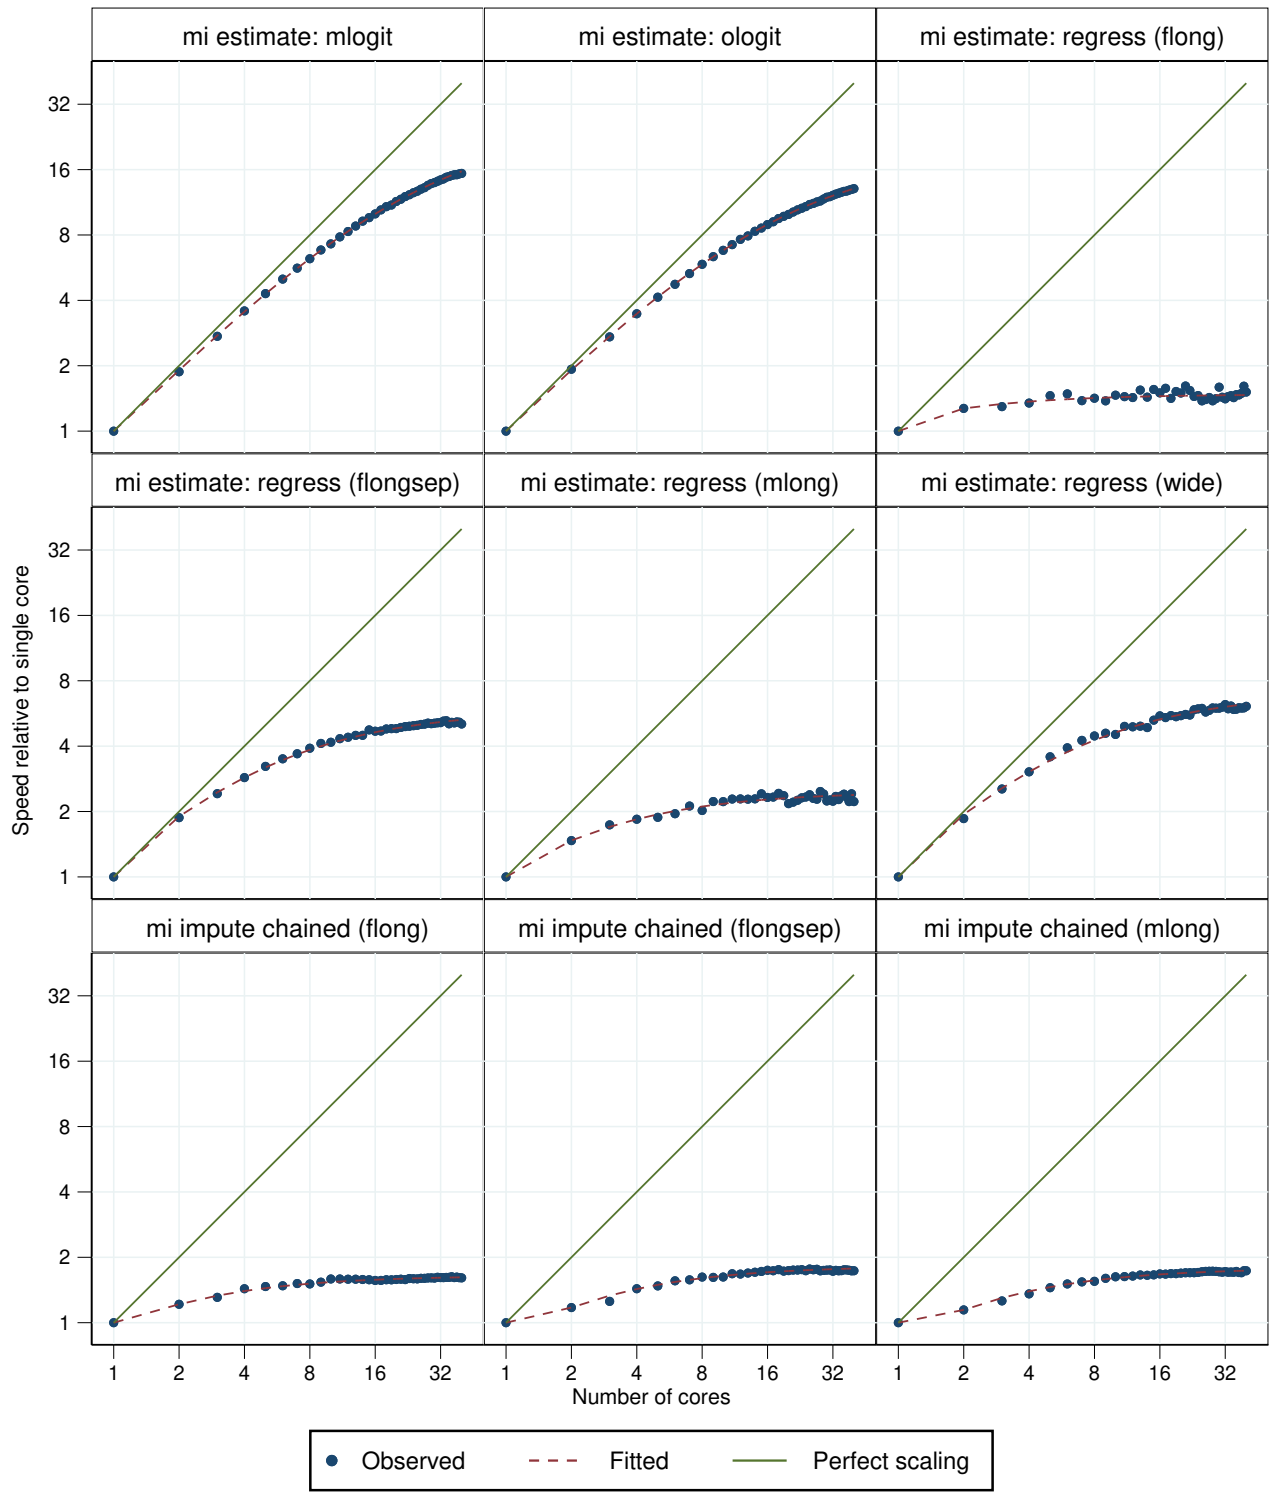 mi estimate: mlogit
mi estimate: ologit
mi estimate: regress (flong)
32
16
8
4
2
1
mi estimate: regress (flongsep)
mi estimate: regress (mlong)
mi estimate: regress (wide)
32
16
8
4
2
1
Speed relative to single core
mi impute chained (flong)
mi impute chained (flongsep)
mi impute chained (mlong)
32
16
8
4
2
1
1 2 4 8 16 32
1 2 4 8 16 32
1 2 4 8 16 32
Number of cores
Observed
Fitted
Perfect scaling